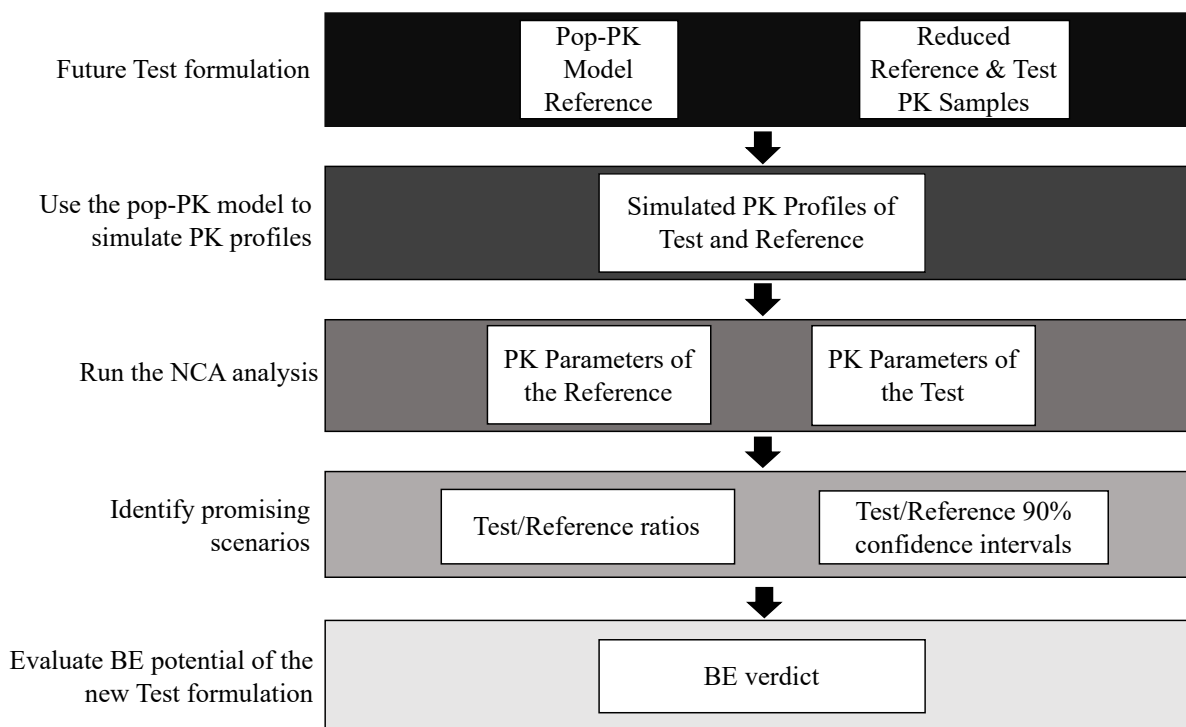 Future Test formulation
Pop-PK
Model
Reference
Reduced
Reference & Test
PK Samples
Use the pop-PK model to
simulate PK profiles
Simulated PK Profiles of
Test and Reference
Run the NCA analysis
PK Parameters of
the Reference
PK Parameters of
the Test
Identify promising
scenarios
Test/Reference ratios
Test/Reference 90%
confidence intervals
Evaluate BE potential of the
new Test formulation
BE verdict